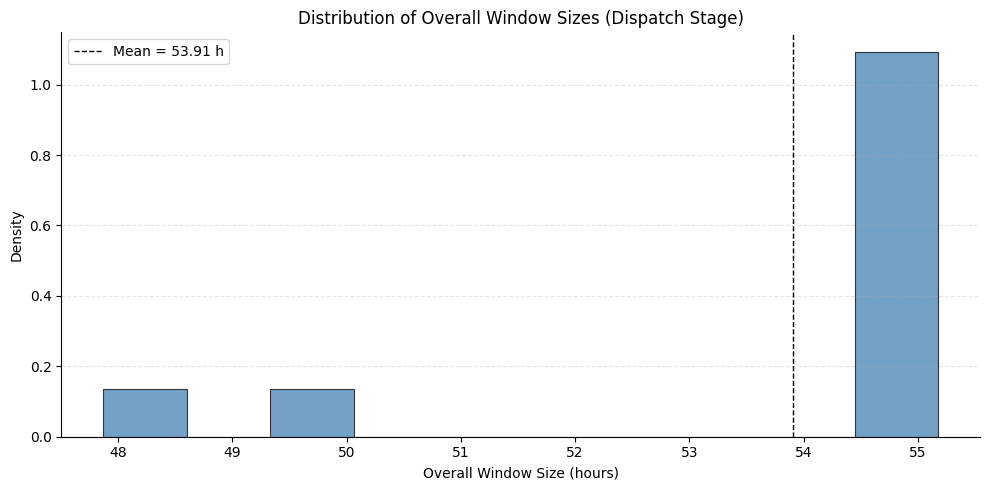 Distribution of Overall Window Sizes (Dispatch Stage)
Mean = 53.91 h
1.0
0.8
0.6
0.4
0.2
0.0
Density
48 49 50 51 52 53 54 55
Overall Window Size (hours)